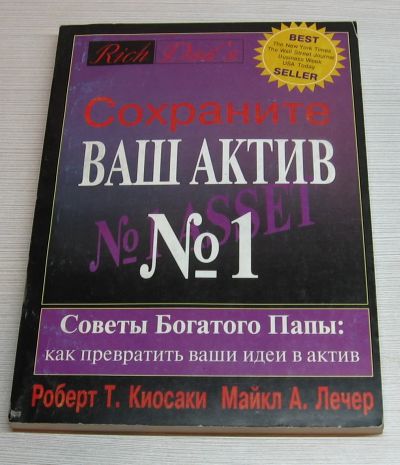 Rich Dad's
BEST
The New York Times
The Wall Street Journal
Business Week
USA Today
SELLER
Сохраните
ВАШ АКТИВ
№ 1 ASSET
№1
Советы Богатого Папы:
как превратить ваши идеи в актив
Роберт Т. Киосаки Майкл А. Лечер